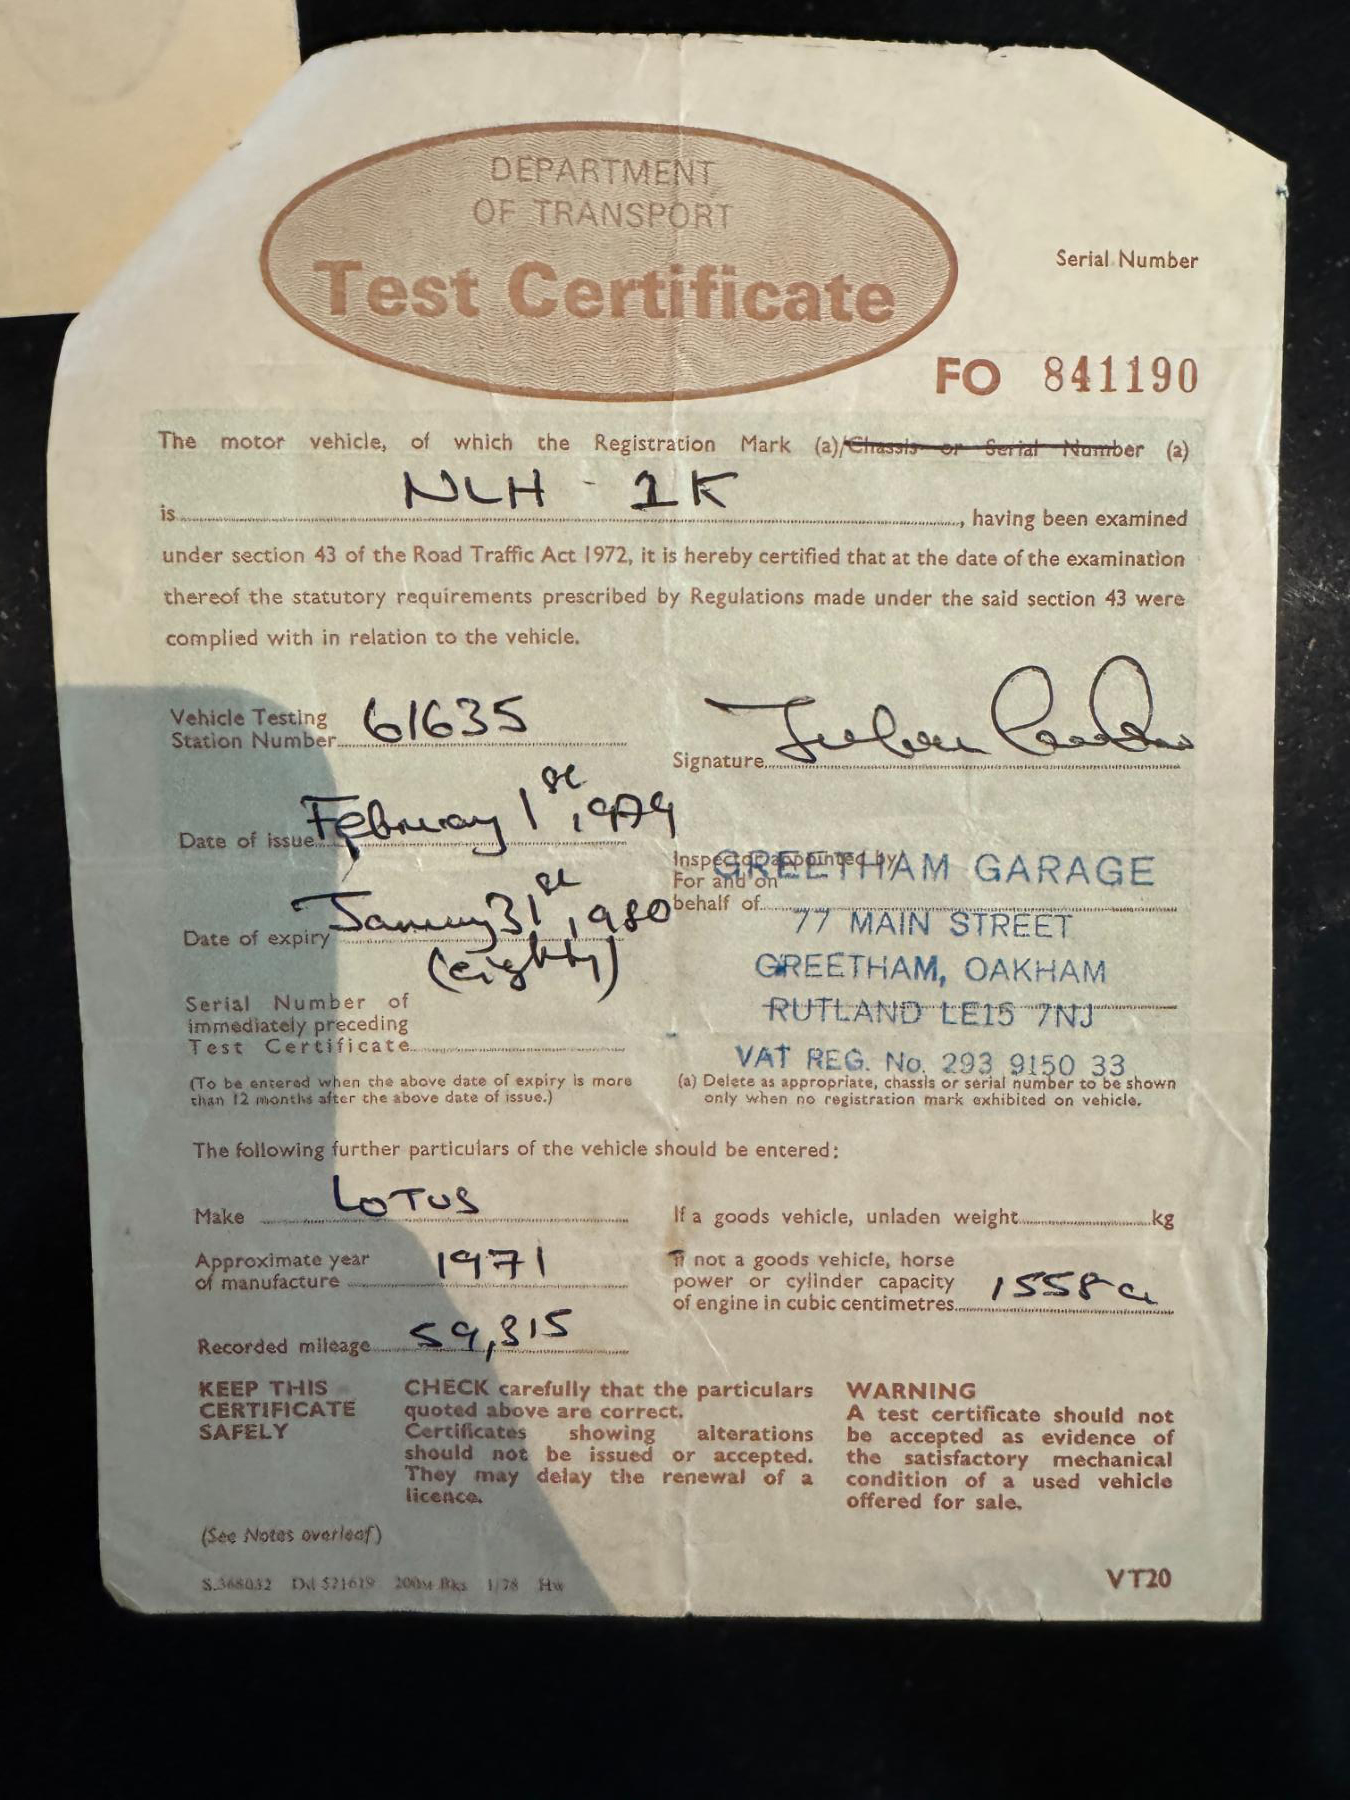 DEPARTMENT
OF TRANSPORT
Test Certificate
Serial Number
FO 841190
The motor vehicle, of which the Registration Mark (a)/Chassis or Serial Number (a)
NLH - 1K
is, having been examined
under section 43 of the Road Traffic Act 1972, it is hereby certified that at the date of the examination
thereof the statutory requirements prescribed by Regulations made under the said section 43 were
complied with in relation to the vehicle.
Vehicle Testing
Station Number 61635
Signature
Date of issue February 1st, 1979
Date of expiry January 31st, 1980
(eighty)
Inspector appointed by
For and on
behalf of
GREETHAM GARAGE
77 MAIN STREET
GREETHAM, OAKHAM
RUTLAND LE15 7NJ
VAT REG. No. 293 9150 33
Serial Number of
immediately preceding
Test Certificate
(To be entered when the above date of expiry is more
than 12 months after the above date of issue.)
(a) Delete as appropriate, chassis or serial number to be shown
only when no registration mark exhibited on vehicle.
The following further particulars of the vehicle should be entered:
Make LOTUS
If a goods vehicle, unladen weight kg
Approximate year
of manufacture 1971
If not a goods vehicle, horse
power or cylinder capacity
of engine in cubic centimetres 1558cc
Recorded mileage 59,315
KEEP THIS
CERTIFICATE
SAFELY
CHECK carefully that the particulars
quoted above are correct.
Certificates showing alterations
should not be issued or accepted.
They may delay the renewal of a
licence.
WARNING
A test certificate should not
be accepted as evidence of
the satisfactory mechanical
condition of a used vehicle
offered for sale.
(See Notes overleaf)
S.368032 Dd 521619 200M Bks 1/78 Hw
VT20